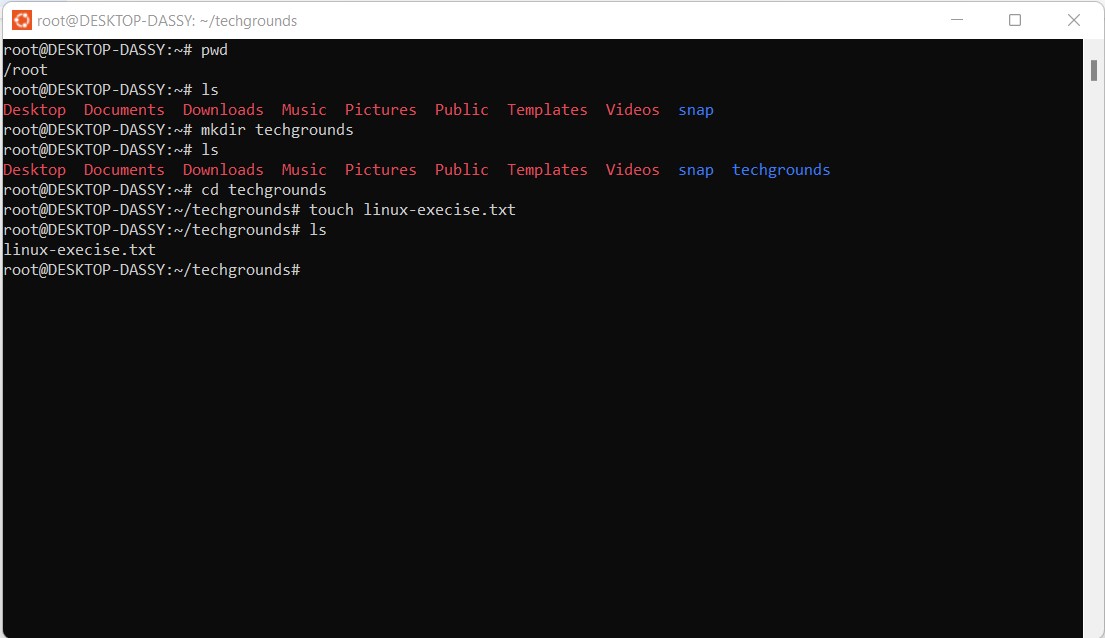 root@DESKTOP-DASSY: ~/techgrounds
root@DESKTOP-DASSY:~# pwd
/root
root@DESKTOP-DASSY:~# ls
Desktop  Documents  Downloads  Music  Pictures  Public  Templates  Videos  snap
root@DESKTOP-DASSY:~# mkdir techgrounds
root@DESKTOP-DASSY:~# ls
Desktop  Documents  Downloads  Music  Pictures  Public  Templates  Videos  snap  techgrounds
root@DESKTOP-DASSY:~# cd techgrounds
root@DESKTOP-DASSY:~/techgrounds# touch linux-execise.txt
root@DESKTOP-DASSY:~/techgrounds# ls
linux-execise.txt
root@DESKTOP-DASSY:~/techgrounds#